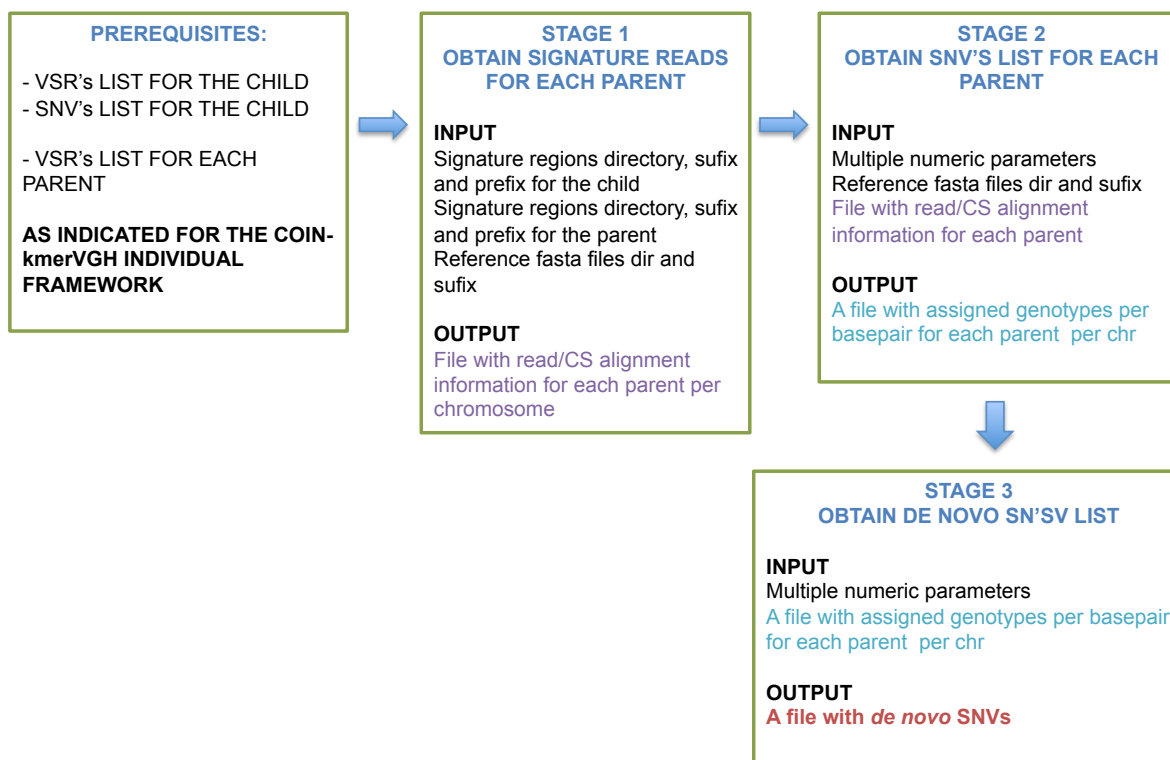 PREREQUISITES:
- VSR's LIST FOR THE CHILD
- SNV's LIST FOR THE CHILD
- VSR's LIST FOR EACH
PARENT
AS INDICATED FOR THE COIN-
kmerVGH INDIVIDUAL
FRAMEWORK
STAGE 1
OBTAIN SIGNATURE READS
FOR EACH PARENT
INPUT
Signature regions directory, sufix
and prefix for the child
Signature regions directory, sufix
and prefix for the parent
Reference fasta files dir and
sufix
OUTPUT
File with read/CS alignment
information for each parent per
chromosome
STAGE 2
OBTAIN SNV'S LIST FOR EACH
PARENT
INPUT
Multiple numeric parameters
Reference fasta files dir and sufix
File with read/CS alignment
information for each parent
OUTPUT
A file with assigned genotypes per
basepair for each parent  per chr
STAGE 3
OBTAIN DE NOVO SN'SV LIST
INPUT
Multiple numeric parameters
A file with assigned genotypes per basepair
for each parent  per chr
OUTPUT
A file with de novo SNVs